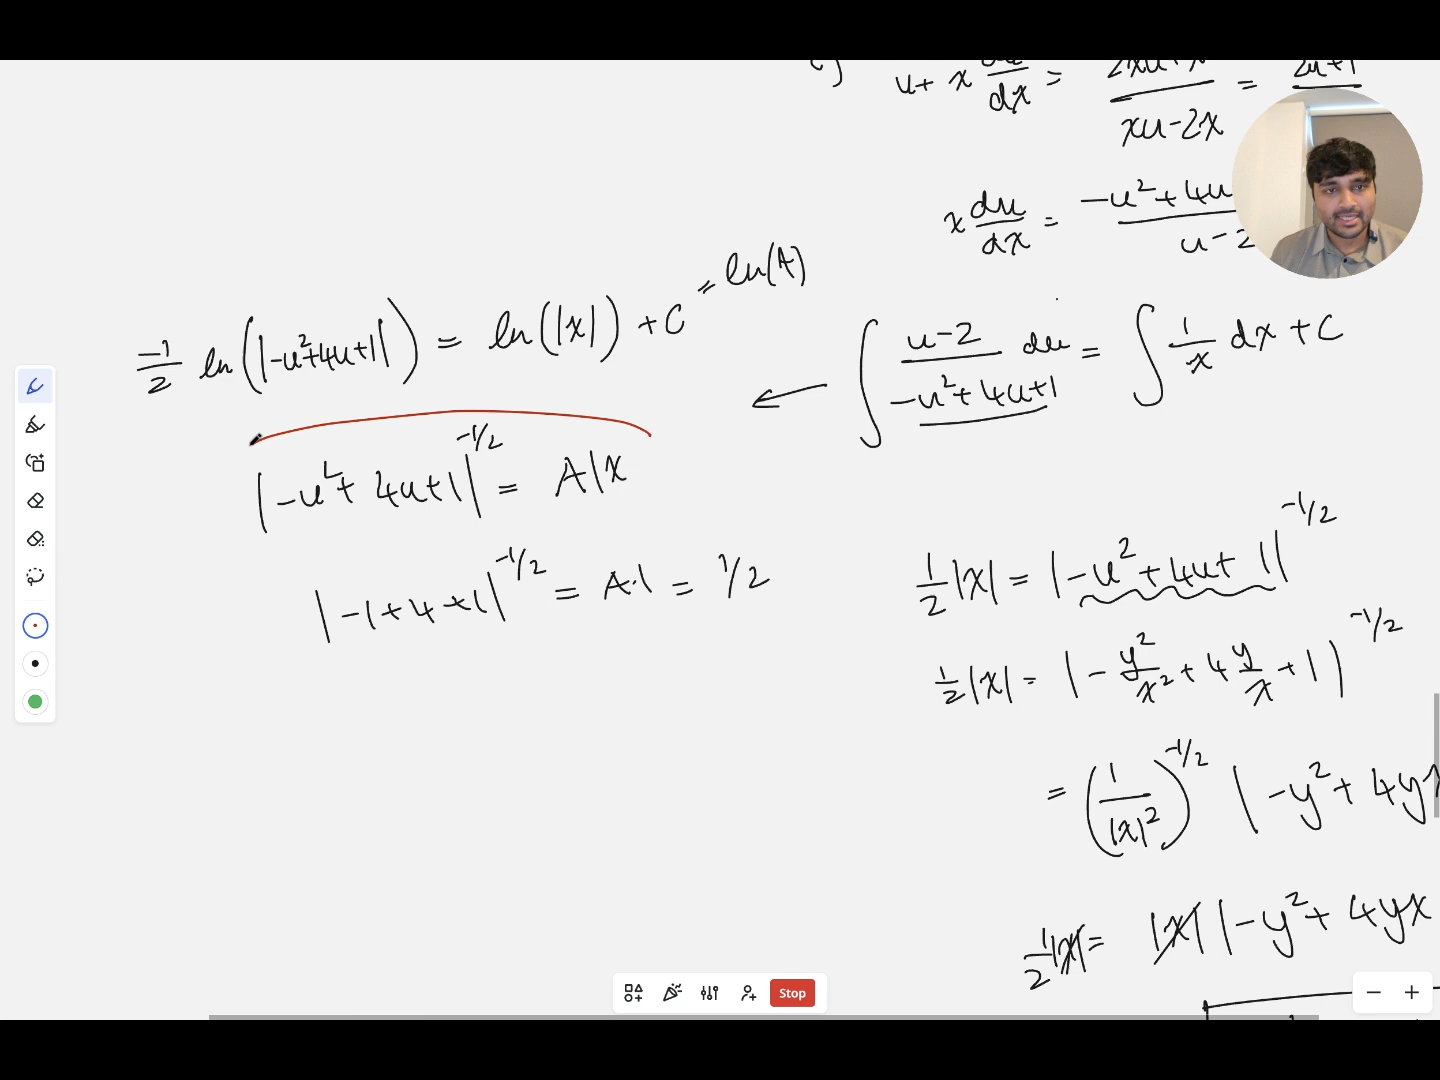 u + x du/dx = 2xu+x / xu-2x = 2u+1
x du/dx = -u²+4u / u-2
-1/2 ln(|-u²+4u+1|) = ln(|x|) + C = ln(A)
∫ u-2 / -u²+4u+1 du = ∫ 1/x dx + C
|-u²+4u+1|^-1/2 = A|x
|-1+4+1|^-1/2 = A·1 = 1/2
1/2|x| = |-u²+4u+1|^-1/2
1/2|x| = |-y²/x²+4y/x+1|^-1/2
= (1/|x|²)^-1/2 |-y²+4yx
1/2|x| = |x| |-y²+4yx
Stop